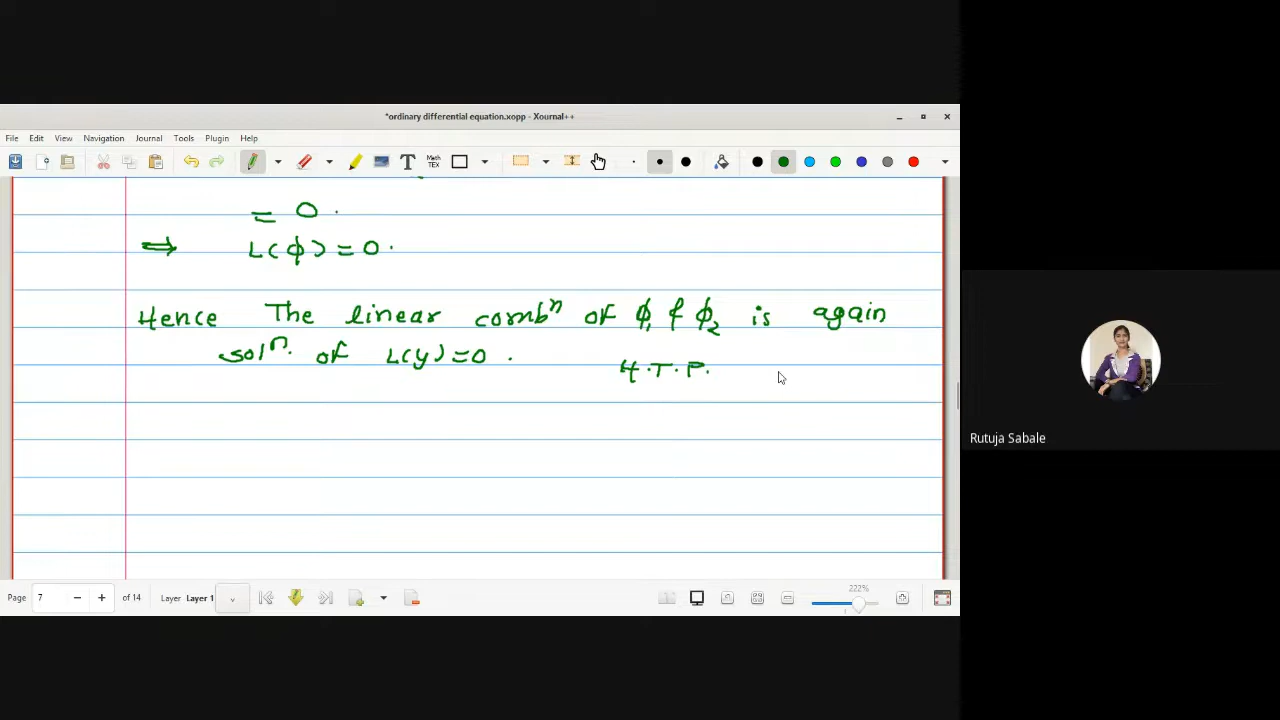 *ordinary differential equation.xopp - Xournal++
File Edit View Navigation Journal Tools Plugin Help
= 0.
⇒ L(ϕ) = 0.
Hence The linear combⁿ of ϕ₁ & ϕ₂ is again
solⁿ. of L(y) = 0.
H.T.P.
Rutuja Sabale
Page 7 of 14 Layer Layer 1 222%